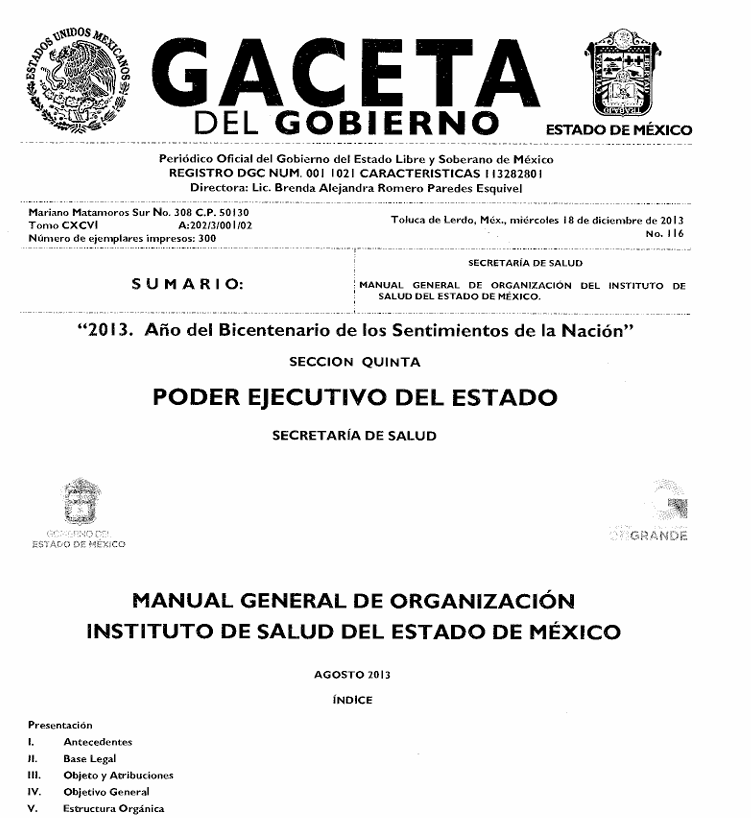 ESTADOS UNIDOS MEXICANOS
GACETA
DEL GOBIERNO
ESTADO DE MÉXICO
Periódico Oficial del Gobierno del Estado Libre y Soberano de México
REGISTRO DGC NUM. 001 1021 CARACTERISTICAS 113282801
Directora: Lic. Brenda Alejandra Romero Paredes Esquivel
Mariano Matamoros Sur No. 308 C.P. 50130
Tomo CXCVI A:202/3/001/02
Número de ejemplares impresos: 300
Toluca de Lerdo, Méx., miércoles 18 de diciembre de 2013
No. 116
SUMARIO:
SECRETARÍA DE SALUD
MANUAL GENERAL DE ORGANIZACIÓN DEL INSTITUTO DE
SALUD DEL ESTADO DE MÉXICO.
"2013. Año del Bicentenario de los Sentimientos de la Nación"
SECCION QUINTA
PODER EJECUTIVO DEL ESTADO
SECRETARÍA DE SALUD
GOBIERNO DEL
ESTADO DE MÉXICO
GRANDE
MANUAL GENERAL DE ORGANIZACIÓN
INSTITUTO DE SALUD DEL ESTADO DE MÉXICO
AGOSTO 2013
ÍNDICE
Presentación
I. Antecedentes
II. Base Legal
III. Objeto y Atribuciones
IV. Objetivo General
V. Estructura Orgánica